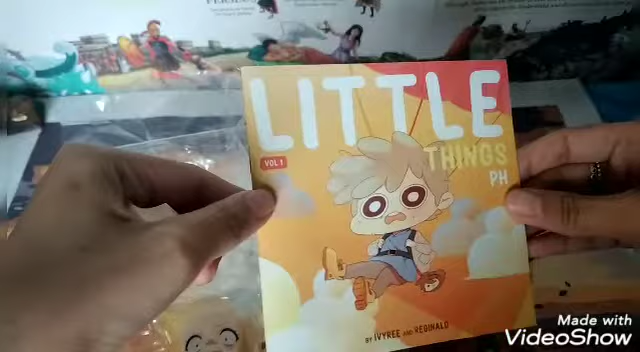 LITTLE
THINGS
PH
VOL 1
BY IVYREE AND REGINALD
Made with
VideoShow